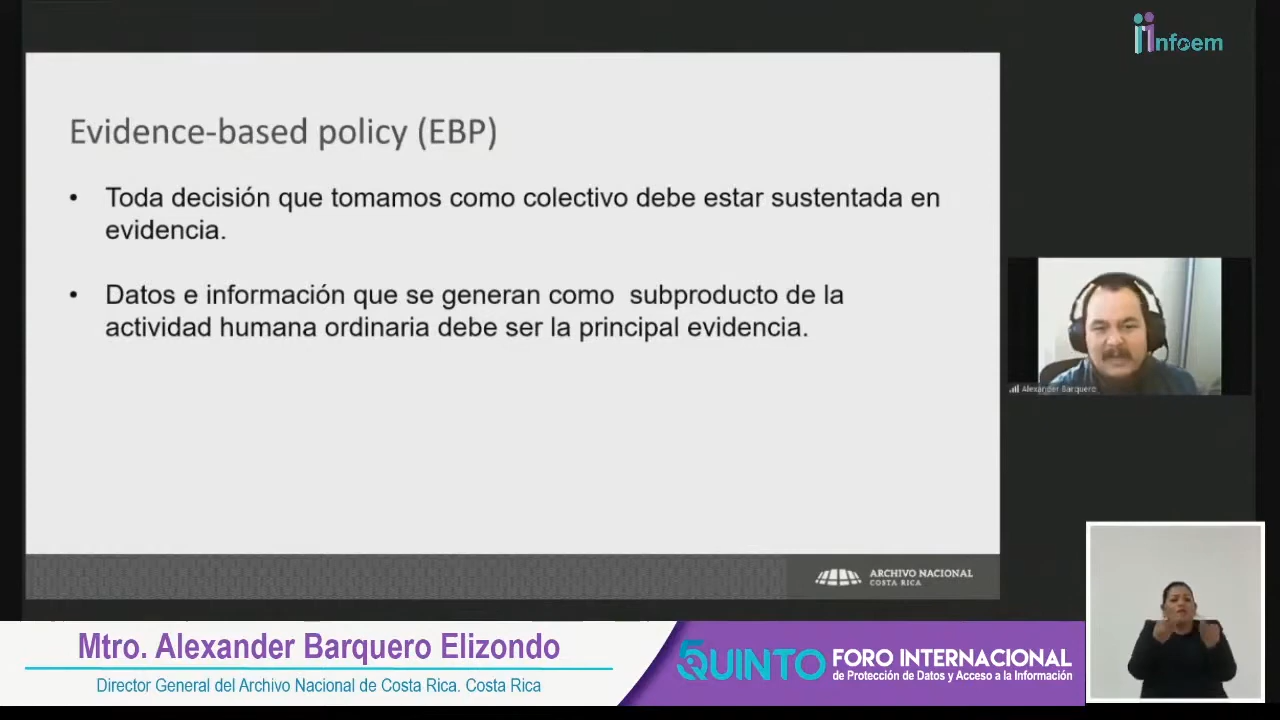 infoem
Evidence-based policy (EBP)
• Toda decisión que tomamos como colectivo debe estar sustentada en
evidencia.
• Datos e información que se generan como subproducto de la
actividad humana ordinaria debe ser la principal evidencia.
Alexander Barquero
ARCHIVO NACIONAL
COSTA RICA
Mtro. Alexander Barquero Elizondo
Director General del Archivo Nacional de Costa Rica. Costa Rica
5 QUINTO
FORO INTERNACIONAL
de Protección de Datos y Acceso a la Información